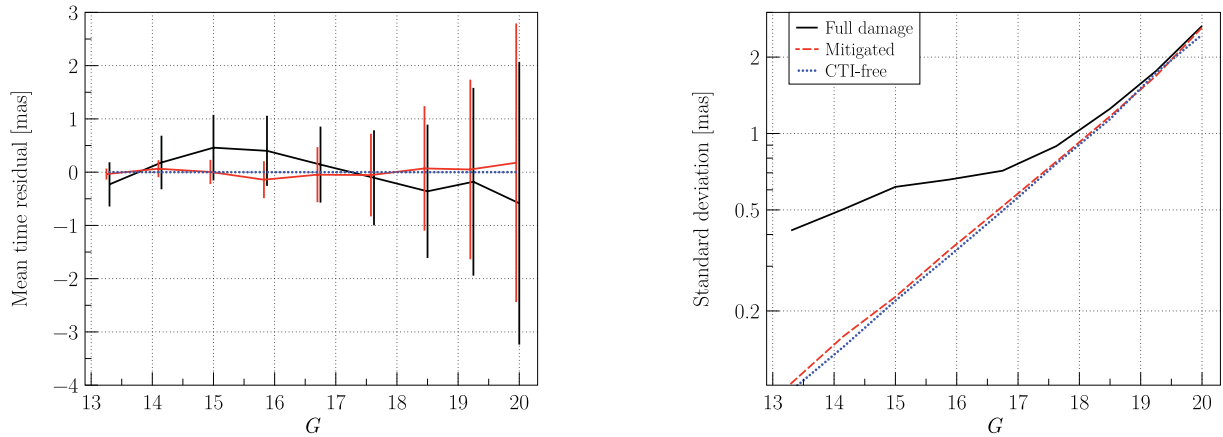 Mean time residual [mas]
3
2
1
0
−1
−2
−3
−4
13 14 15 16 17 18 19 20
G
Standard deviation [mas]
2
1
0.5
0.2
Full damage
Mitigated
CTI-free
13 14 15 16 17 18 19 20
G